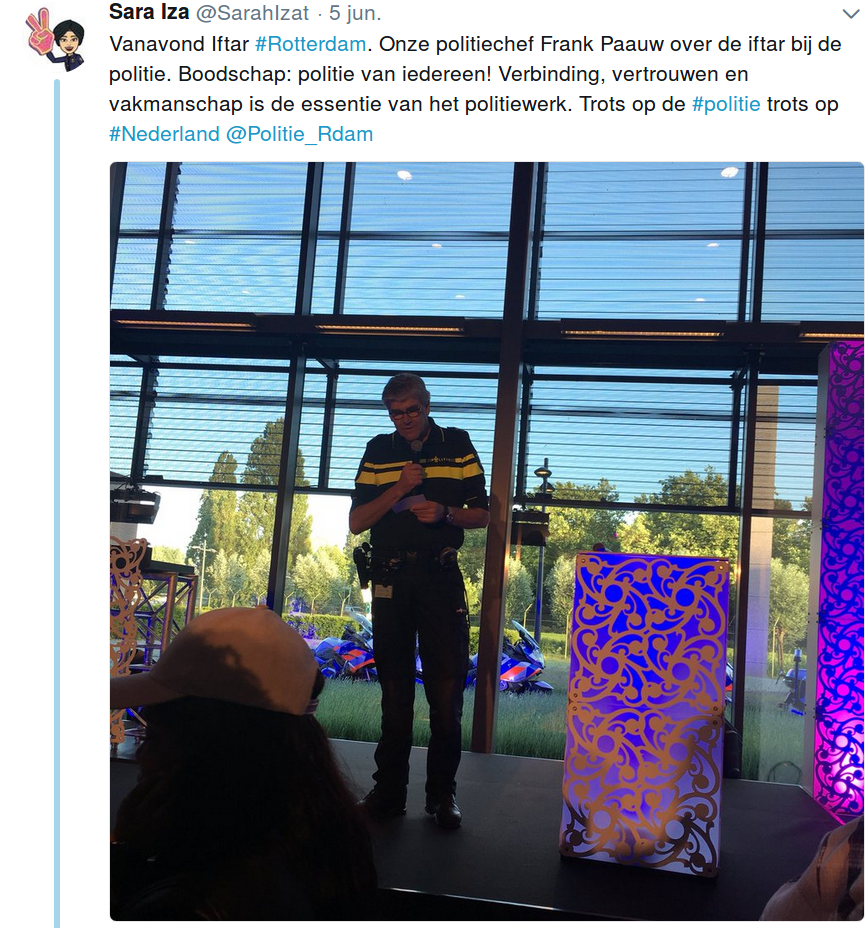 Sara Iza @SarahIzat · 5 jun.
Vanavond Iftar #Rotterdam. Onze politiechef Frank Paauw over de iftar bij de
politie. Boodschap: politie van iedereen! Verbinding, vertrouwen en
vakmanschap is de essentie van het politiewerk. Trots op de #politie trots op
#Nederland @Politie_Rdam